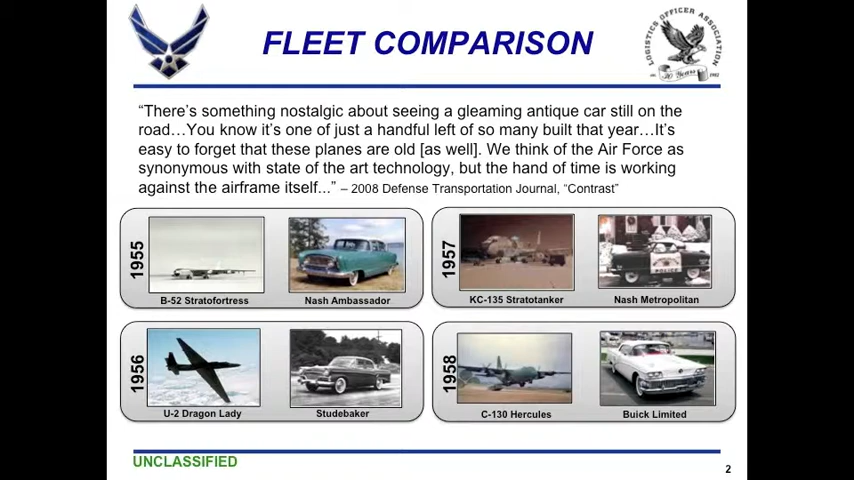 FLEET COMPARISON
LOGISTICS OFFICER ASSOCIATION
“There’s something nostalgic about seeing a gleaming antique car still on the
road…You know it’s one of just a handful left of so many built that year…It’s
easy to forget that these planes are old [as well]. We think of the Air Force as
synonymous with state of the art technology, but the hand of time is working
against the airframe itself...” – 2008 Defense Transportation Journal, “Contrast”
1955
B-52 Stratofortress
Nash Ambassador
1957
KC-135 Stratotanker
Nash Metropolitan
POLICE
1956
U-2 Dragon Lady
Studebaker
1958
C-130 Hercules
Buick Limited
UNCLASSIFIED
2